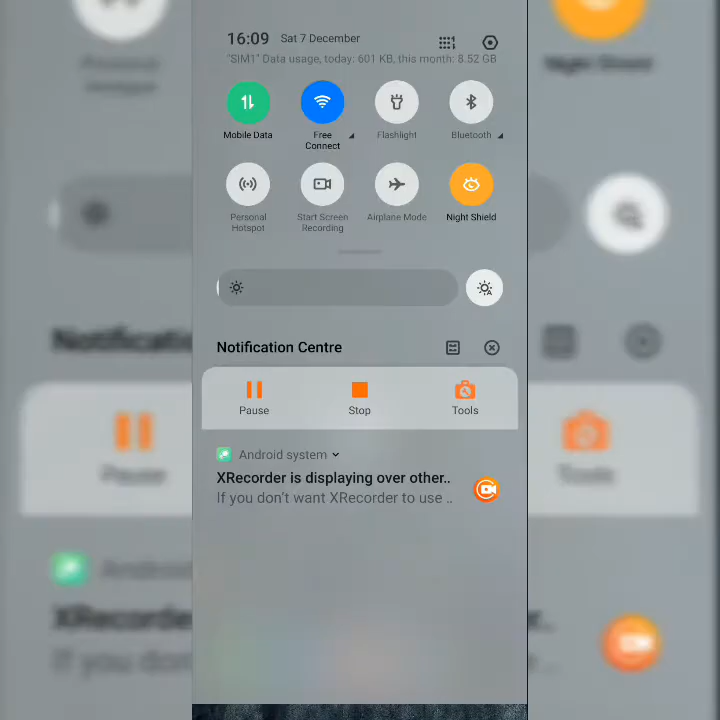 16:09 Sat 7 December
"SIM1" Data usage, today: 601 KB, this month: 8.52 GB
Mobile Data
Free Connect
Flashlight
Bluetooth
Personal Hotspot
Start Screen Recording
Airplane Mode
Night Shield
Notification Centre
Pause
Stop
Tools
Android system
XRecorder is displaying over other..
If you don't want XRecorder to use ..